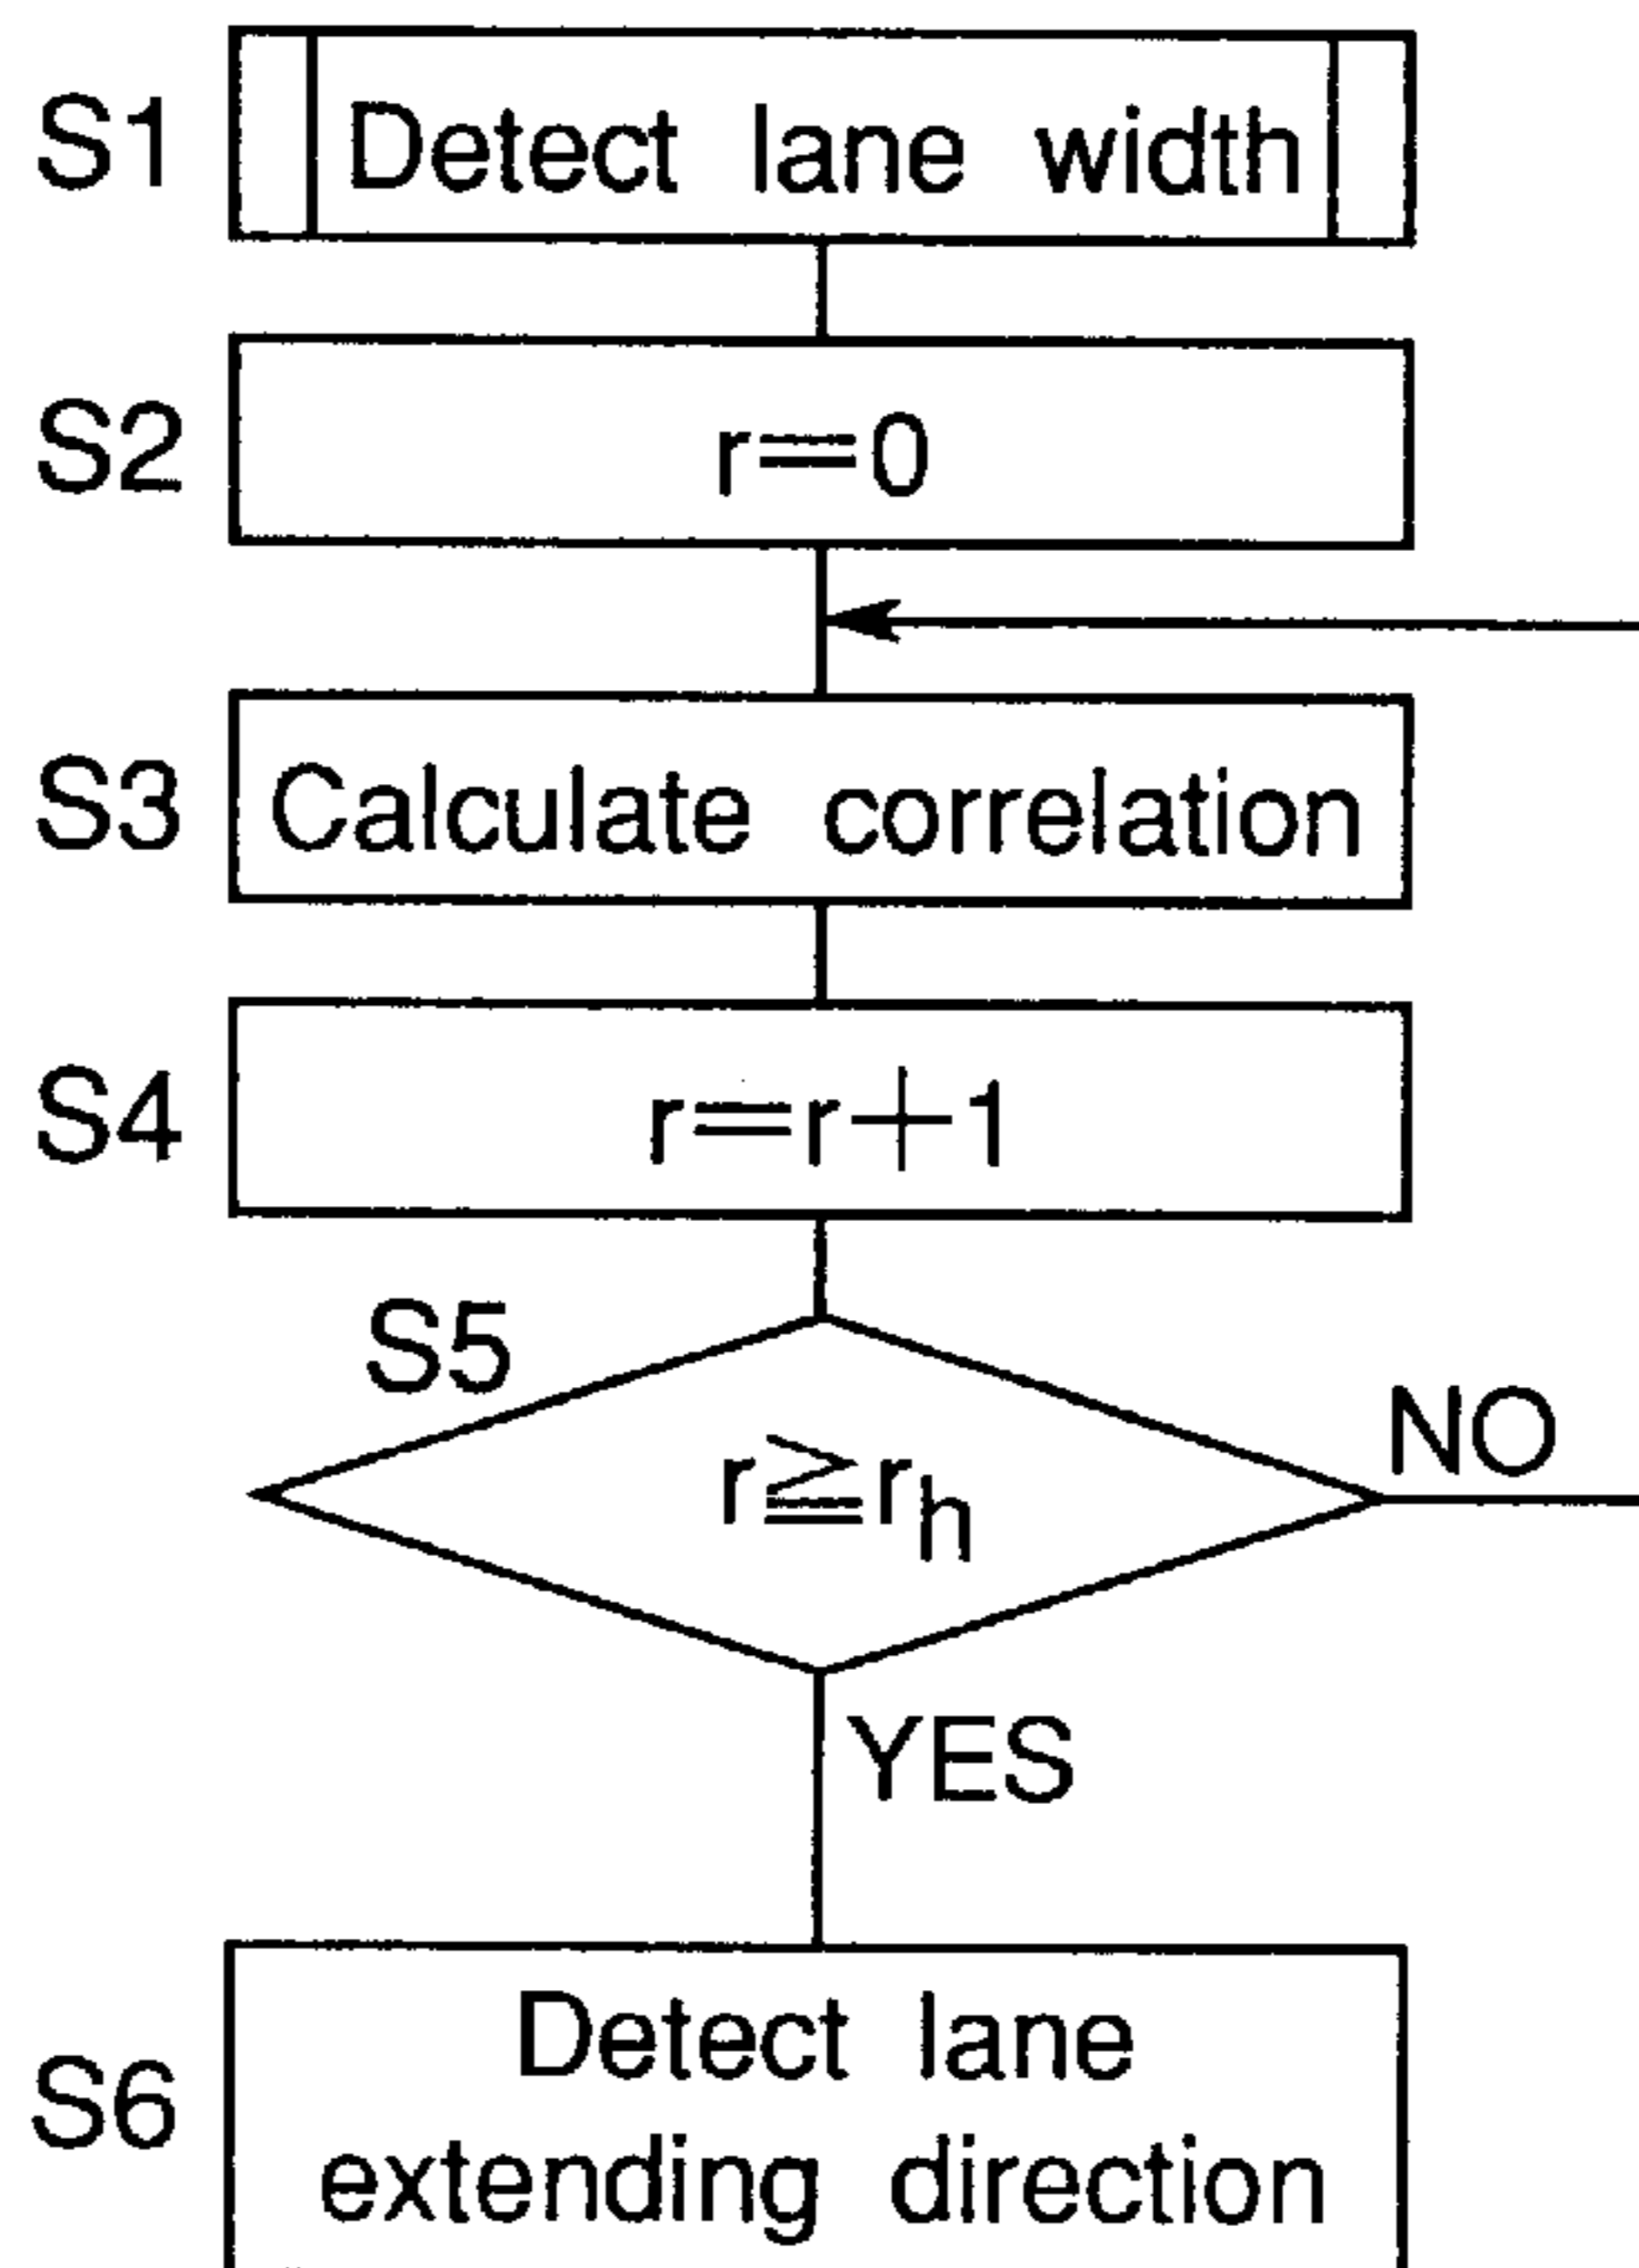 S1 Detect lane width
S2 r=0
S3 Calculate correlation
S4 r=r+1
S5
r≧rh
NO
YES
S6 Detect lane
extending direction